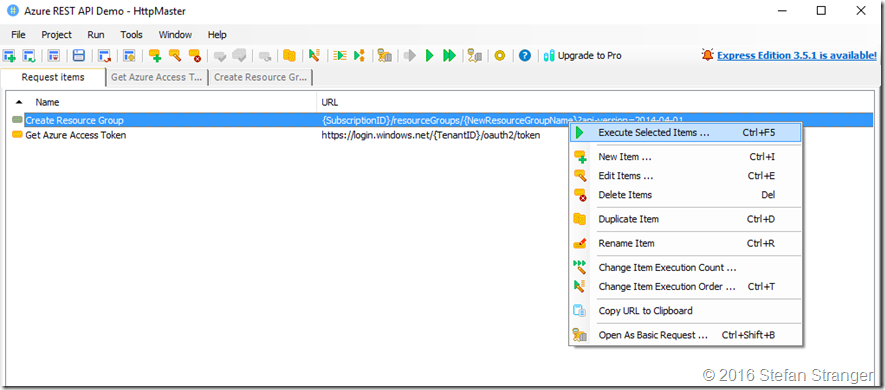 Azure REST API Demo - HttpMaster
File Project Run Tools Window Help
Upgrade to Pro Express Edition 3.5.1 is available!
Request items Get Azure Access T... Create Resource Gr...
Name URL
Create Resource Group {SubscriptionID}/resourceGroups/{NewResourceGroupName}?api-version=2014-04-01
Get Azure Access Token https://login.windows.net/{TenantID}/oauth2/token
Execute Selected Items ... Ctrl+F5
New Item ... Ctrl+I
Edit Items ... Ctrl+E
Delete Items Del
Duplicate Item Ctrl+D
Rename Item Ctrl+R
Change Item Execution Count ...
Change Item Execution Order ... Ctrl+T
Copy URL to Clipboard
Open As Basic Request ... Ctrl+Shift+B
© 2016 Stefan Stranger